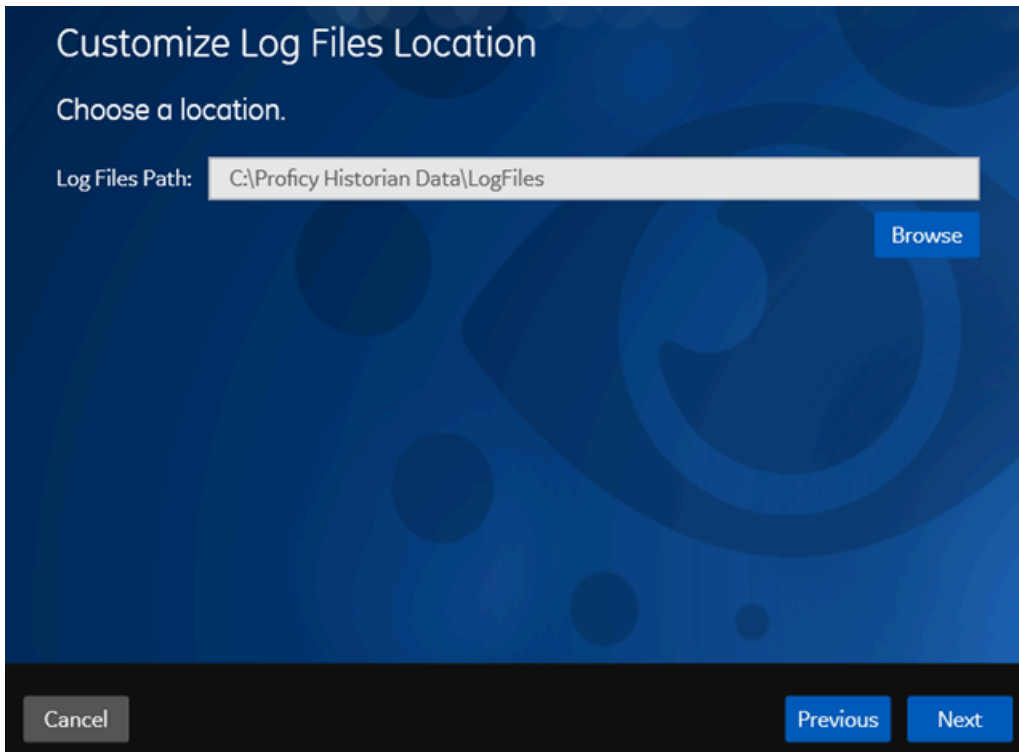 Customize Log Files Location
Choose a location.
Log Files Path: C:\Proficy Historian Data\LogFiles
Browse
Cancel Previous Next